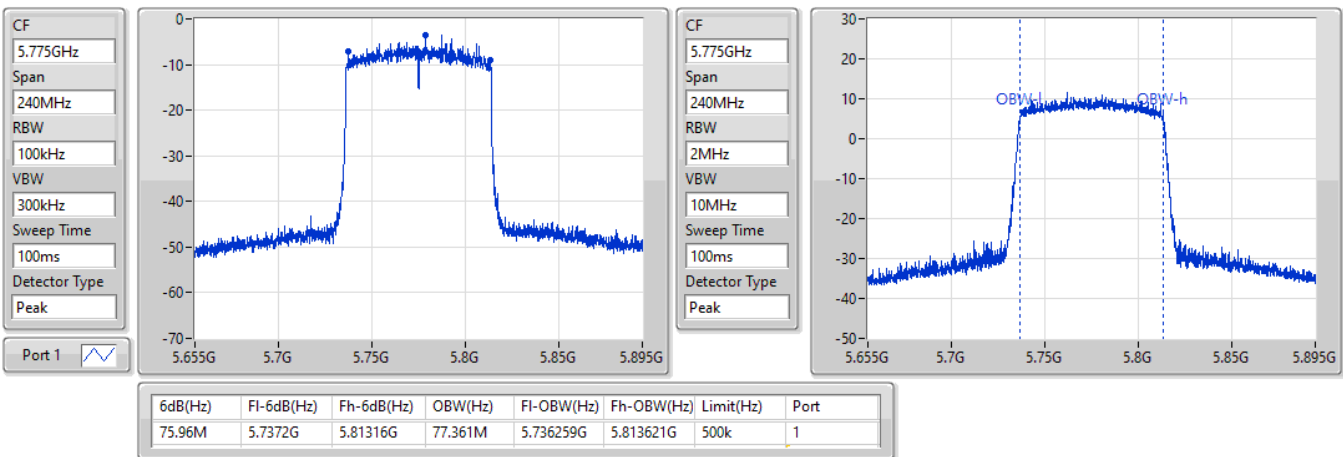 CF
5.775GHz
Span
240MHz
RBW
100kHz
VBW
300kHz
Sweep Time
100ms
Detector Type
Peak
Port 1
0-
-10-
-20-
-30-
-40-
-50-
-60-
-70-
5.655G 5.7G 5.75G 5.8G 5.85G 5.895G
CF
5.775GHz
Span
240MHz
RBW
2MHz
VBW
10MHz
Sweep Time
100ms
Detector Type
Peak
30-
20-
10-
0-
-10-
-20-
-30-
-40-
-50-
OBW-l OBW-h
5.655G 5.7G 5.75G 5.8G 5.85G 5.895G
6dB(Hz) Fl-6dB(Hz) Fh-6dB(Hz) OBW(Hz) Fl-OBW(Hz) Fh-OBW(Hz) Limit(Hz) Port
75.96M 5.7372G 5.81316G 77.361M 5.736259G 5.813621G 500k 1